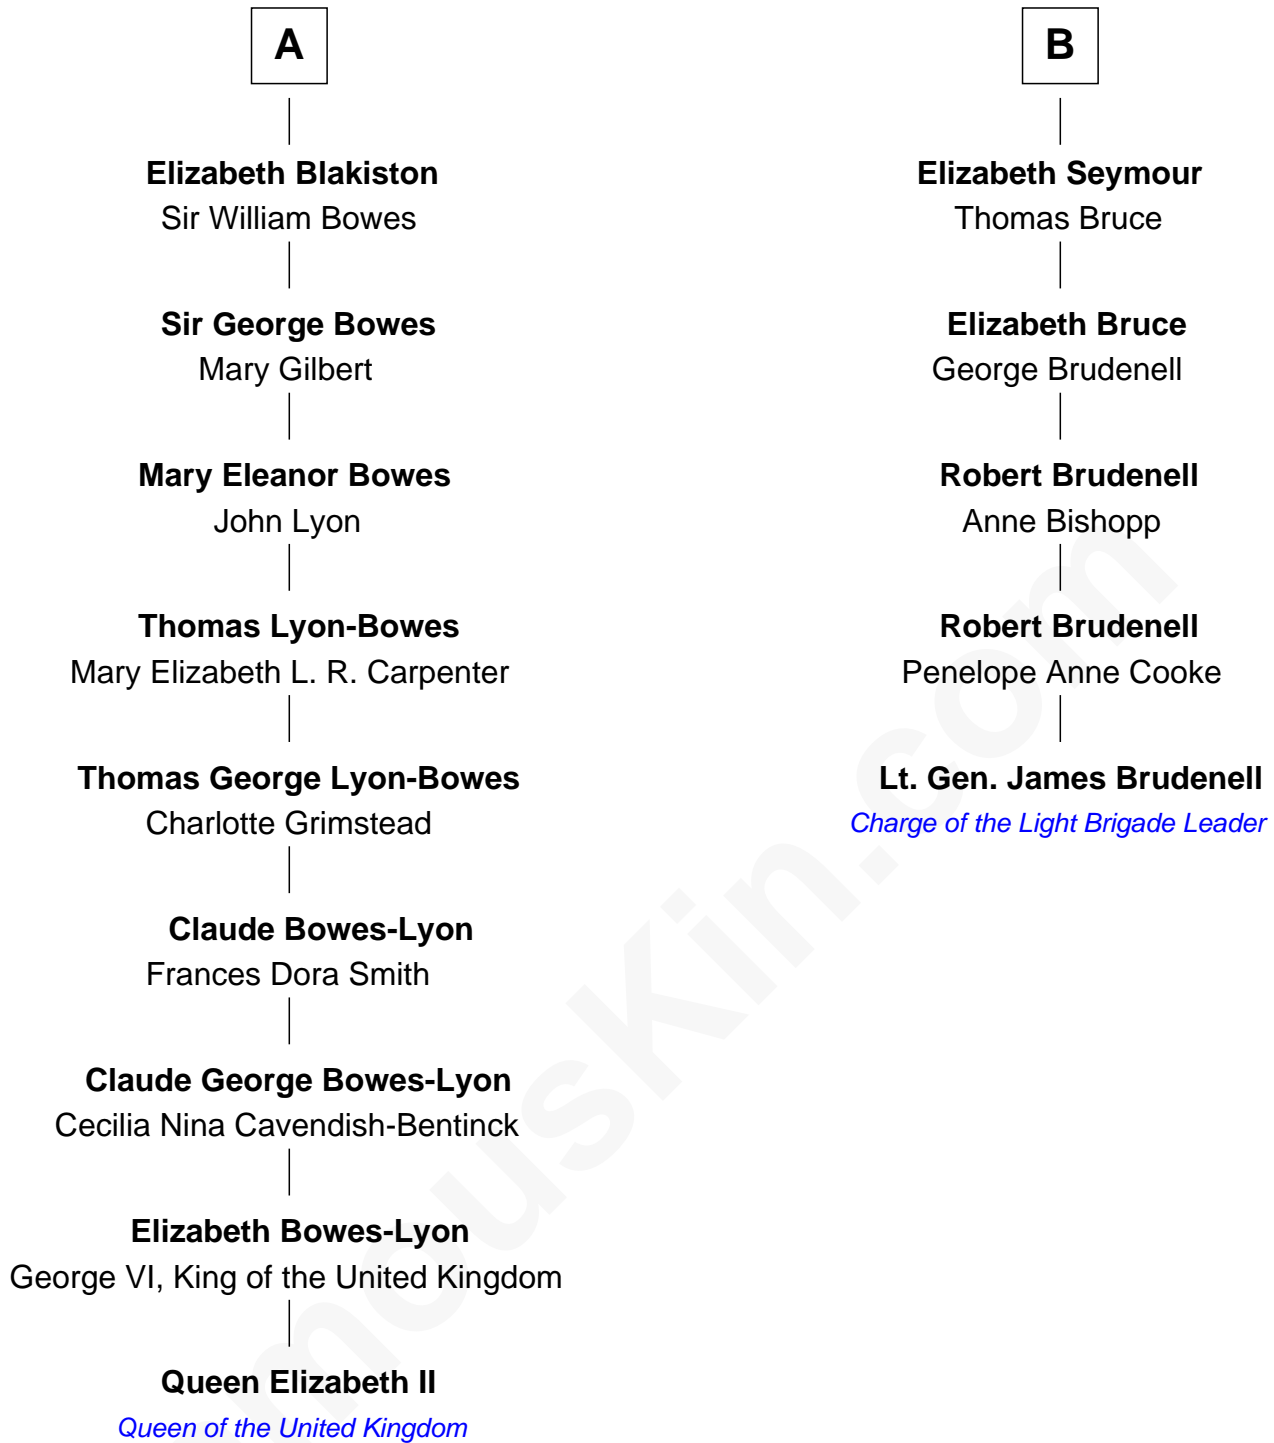 A
Elizabeth Blakiston
Sir William Bowes
Sir George Bowes
Mary Gilbert
Mary Eleanor Bowes
John Lyon
Thomas Lyon-Bowes
Mary Elizabeth L. R. Carpenter
Thomas George Lyon-Bowes
Charlotte Grimstead
Claude Bowes-Lyon
Frances Dora Smith
Claude George Bowes-Lyon
Cecilia Nina Cavendish-Bentinck
Elizabeth Bowes-Lyon
George VI, King of the United Kingdom
Queen Elizabeth II
Queen of the United Kingdom
B
Elizabeth Seymour
Thomas Bruce
Elizabeth Bruce
George Brudenell
Robert Brudenell
Anne Bishopp
Robert Brudenell
Penelope Anne Cooke
Lt. Gen. James Brudenell
Charge of the Light Brigade Leader
mousKin.com